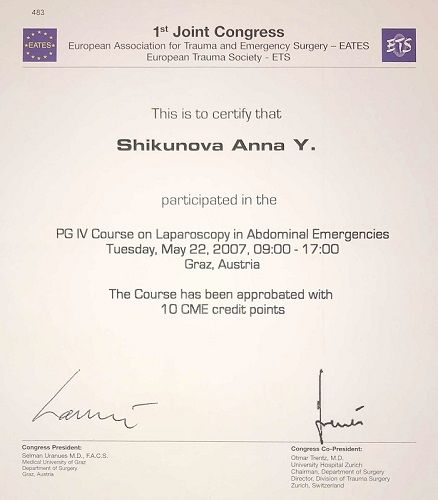 483
EATES
ETS
1st Joint Congress
European Association for Trauma and Emergency Surgery – EATES
European Trauma Society - ETS
This is to certify that
Shikunova Anna Y.
participated in the
PG IV Course on Laparoscopy in Abdominal Emergencies
Tuesday, May 22, 2007, 09:00 - 17:00
Graz, Austria
The Course has been approbated with
10 CME credit points
Congress President:
Selman Uranues M.D., F.A.C.S.
Medical University of Graz
Department of Surgery
Graz, Austria
Congress Co-President:
Otmar Trentz, M.D.
University Hospital Zurich
Chairman, Department of Surgery
Director, Division of Trauma Surgery
Zurich, Switzerland